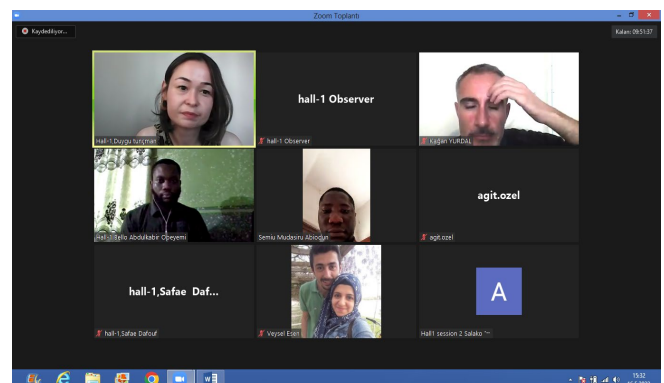 Zoom Toplantı
Kaydediliyor...
Kalan: 09:51:37
Hall-1.Duygu tunçman
hall-1 Observer
hall-1 Observer
Kağan YURDAL
Hall-1 Bello Abdulkabir Opeyemi
Semiu Mudasiru Abiodun
agit.ozel
agit.ozel
hall-1,Safae Daf...
hall-1,Safae Dafouf
Veysel Esen
A
Hall1 session 2 Salako
15:32